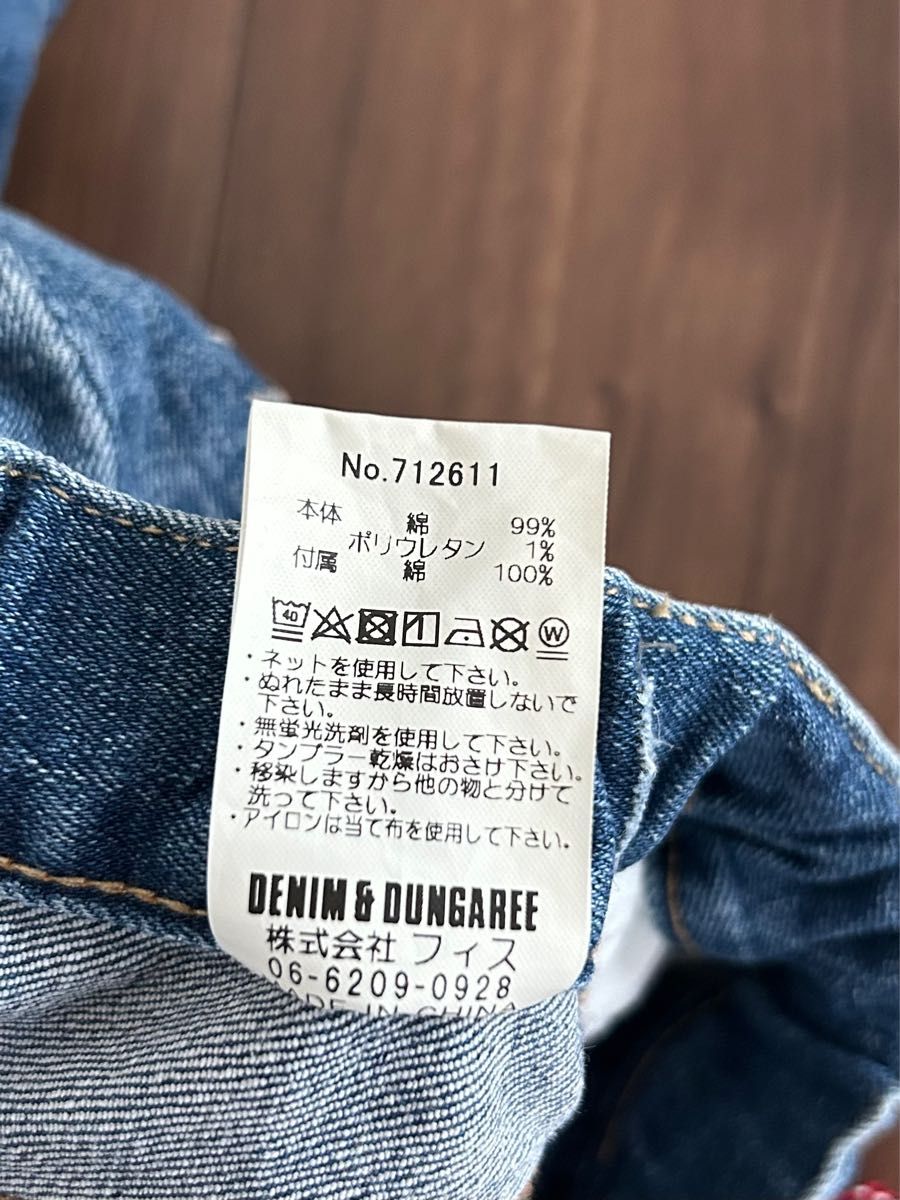 No.712611
本体 綿 99%
ポリウレタン 1%
付属 綿 100%
40 W
・ネットを使用して下さい。
・ぬれたまま長時間放置しないで
下さい。
・無蛍光洗剤を使用して下さい。
・タンブラー乾燥はおさけ下さい。
・移染しますから他の物と分けて
洗って下さい。
・アイロンは当て布を使用して下さい。
DENIM & DUNGAREE
株式会社 フィス
06-6209-0928
MADE IN CHINA